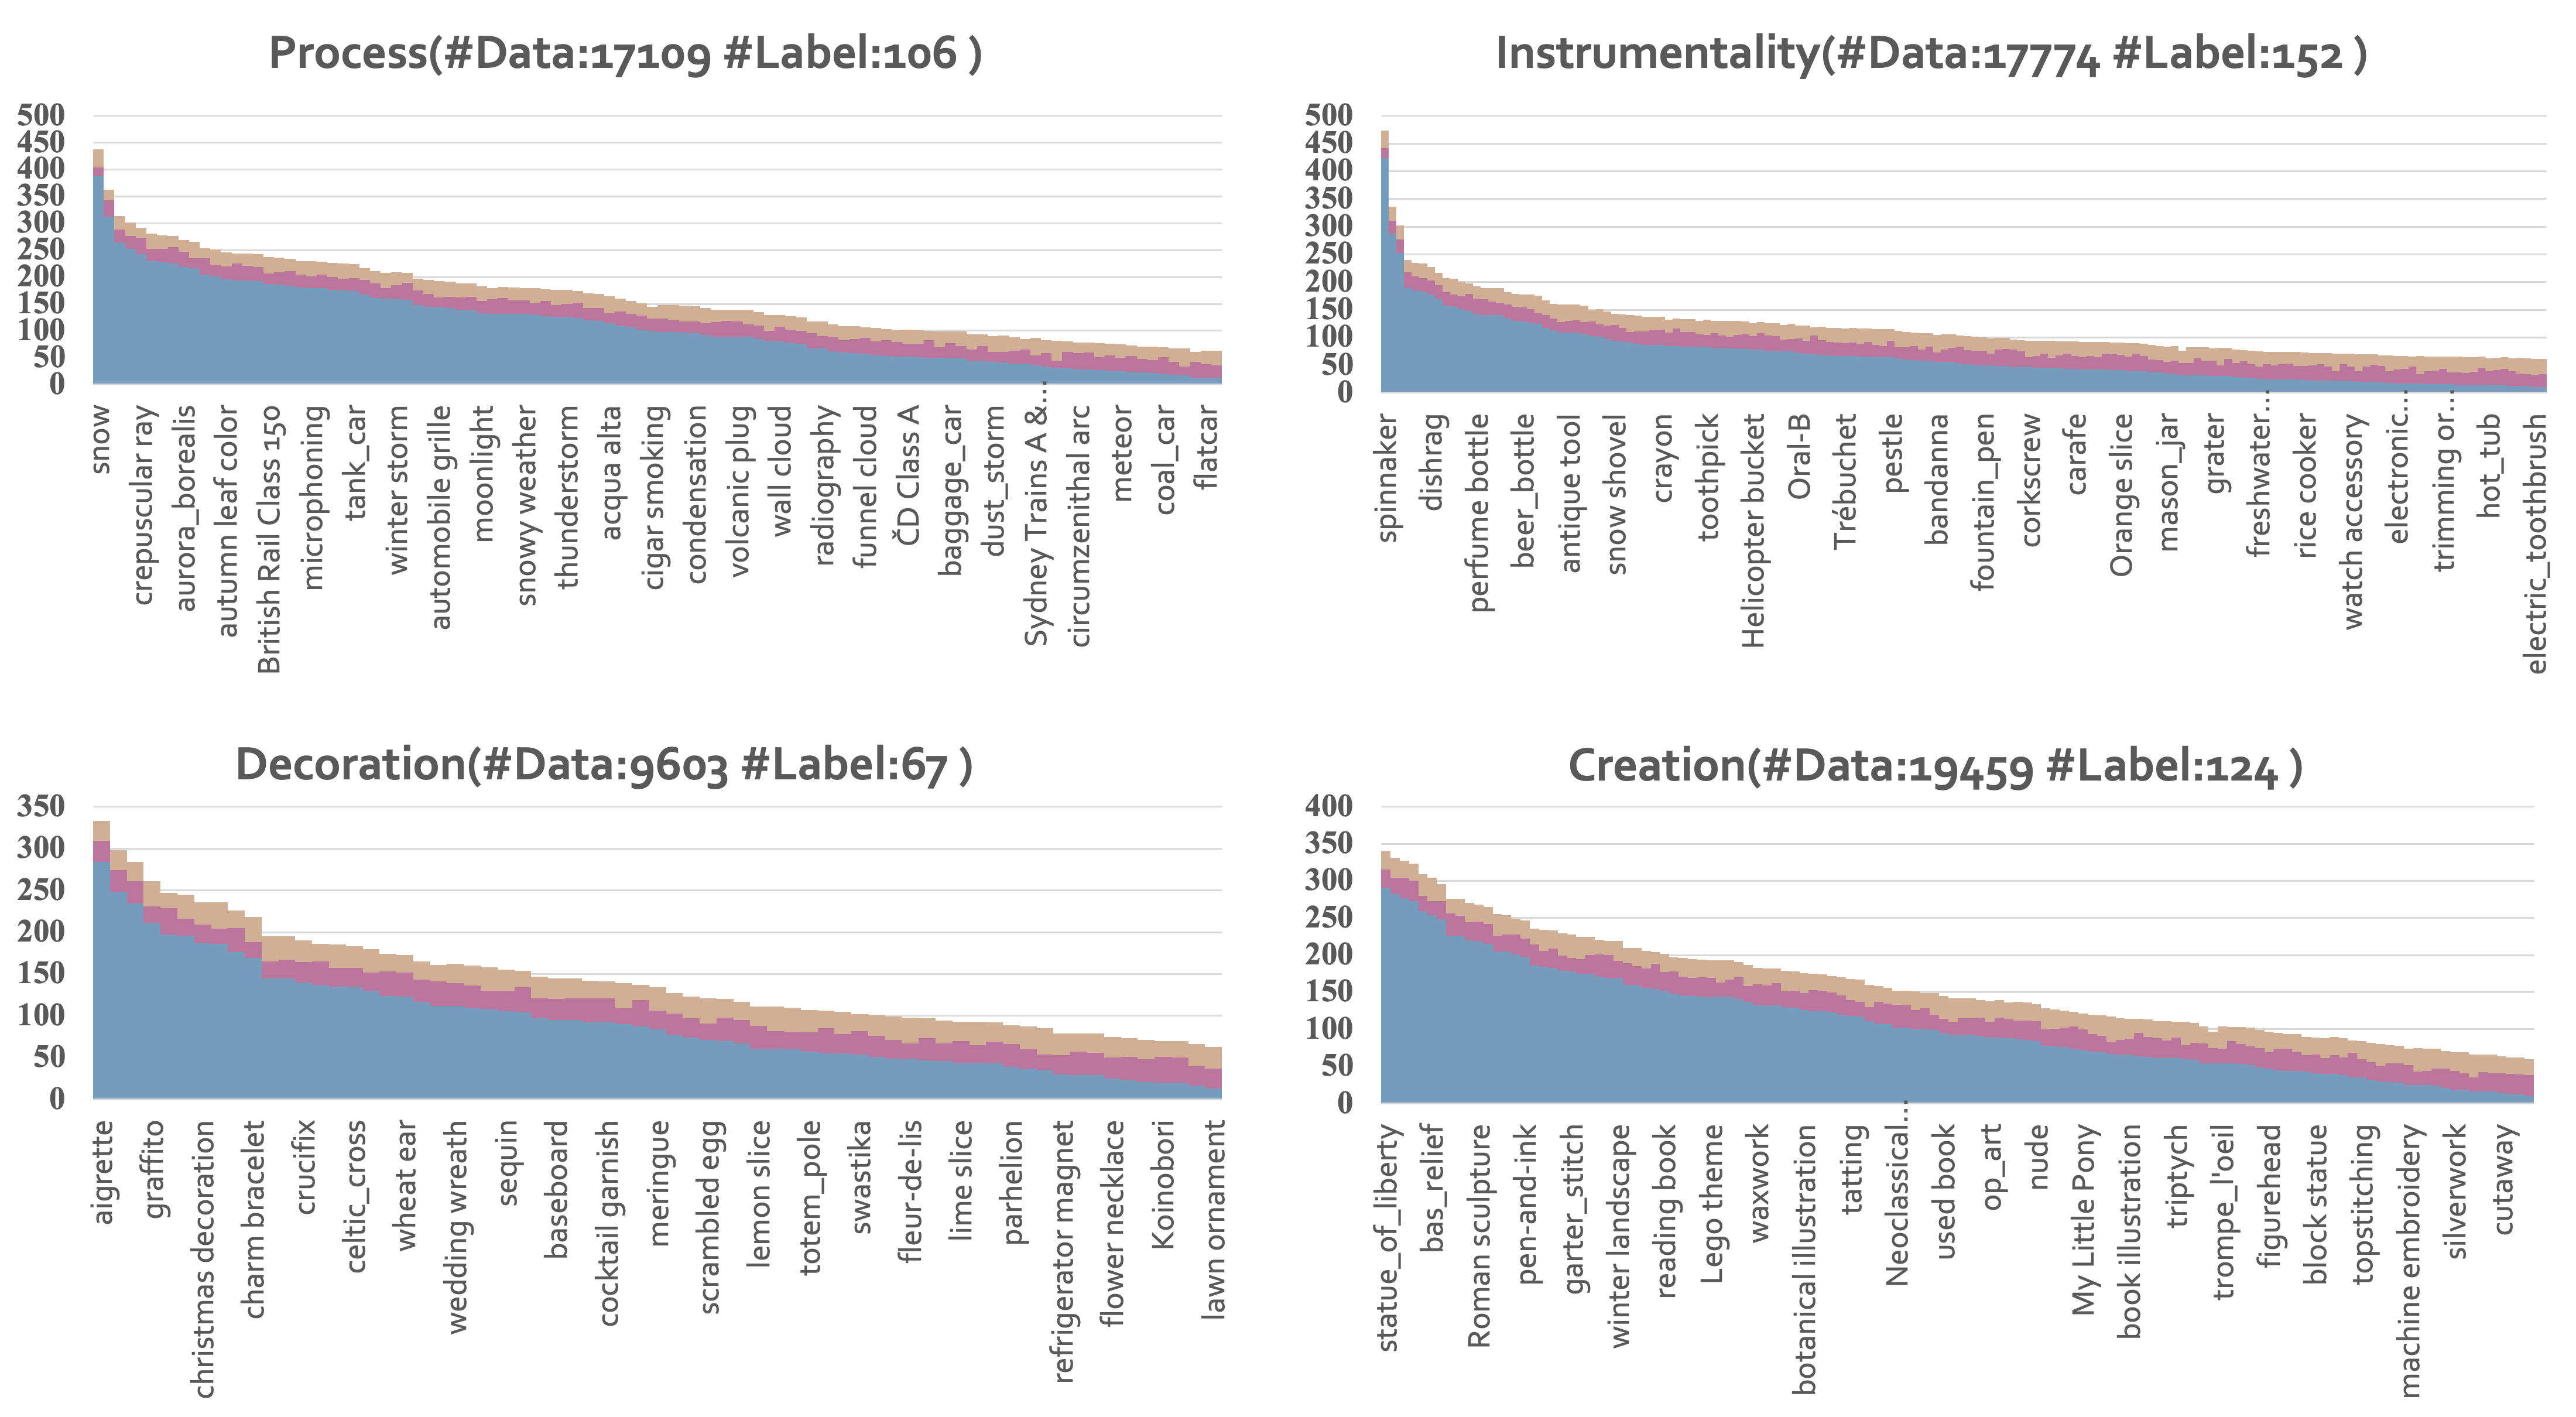 Process(#Data:17109 #Label:106 )
500
450
400
350
300
250
200
150
100
50
0
snow
crepuscular ray
aurora_borealis
autumn leaf color
British Rail Class 150
microphoning
tank_car
winter storm
automobile grille
moonlight
snowy weather
thunderstorm
acqua alta
cigar smoking
condensation
volcanic plug
wall cloud
radiography
funnel cloud
ČD Class A
baggage_car
dust_storm
Sydney Trains A &…
circumzenithal arc
meteor
coal_car
flatcar
Instrumentality(#Data:17774 #Label:152 )
500
450
400
350
300
250
200
150
100
50
0
spinnaker
dishrag
perfume bottle
beer_bottle
antique tool
snow shovel
crayon
toothpick
Helicopter bucket
Oral-B
Trébuchet
pestle
bandanna
fountain_pen
corkscrew
carafe
Orange slice
mason_jar
grater
freshwater…
rice cooker
watch accessory
electronic…
trimming or…
hot_tub
electric_toothbrush
Decoration(#Data:9603 #Label:67 )
350
300
250
200
150
100
50
0
aigrette
graffito
christmas decoration
charm bracelet
crucifix
celtic_cross
wheat ear
wedding wreath
sequin
baseboard
cocktail garnish
meringue
scrambled egg
lemon slice
totem_pole
swastika
fleur-de-lis
lime slice
parhelion
refrigerator magnet
flower necklace
Koinobori
lawn ornament
Creation(#Data:19459 #Label:124 )
400
350
300
250
200
150
100
50
0
statue_of_liberty
bas_relief
Roman sculpture
pen-and-ink
garter_stitch
winter landscape
reading book
Lego theme
waxwork
botanical illustration
tatting
Neoclassical…
used book
op_art
nude
My Little Pony
book illustration
triptych
trompe_l'oeil
figurehead
block statue
topstitching
machine embroidery
silverwork
cutaway